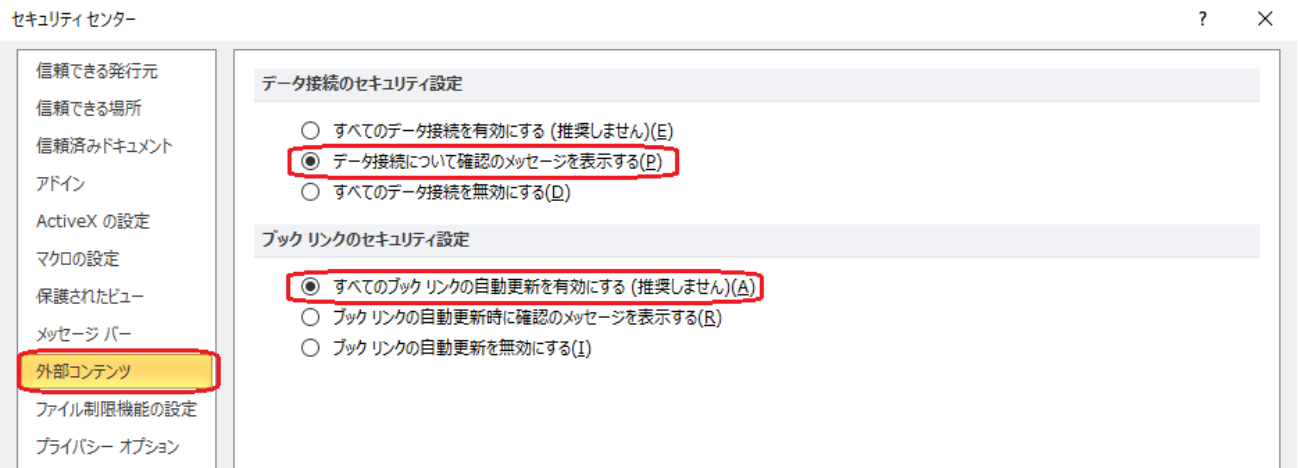 セキュリティ センター
?
×
信頼できる発行元
信頼できる場所
信頼済みドキュメント
アドイン
ActiveX の設定
マクロの設定
保護されたビュー
メッセージ バー
外部コンテンツ
ファイル制限機能の設定
プライバシー オプション
データ接続のセキュリティ設定
すべてのデータ接続を有効にする (推奨しません)(E)
データ接続について確認のメッセージを表示する(P)
すべてのデータ接続を無効にする(D)
ブック リンクのセキュリティ設定
すべてのブック リンクの自動更新を有効にする (推奨しません)(A)
ブック リンクの自動更新時に確認のメッセージを表示する(R)
ブック リンクの自動更新を無効にする(I)